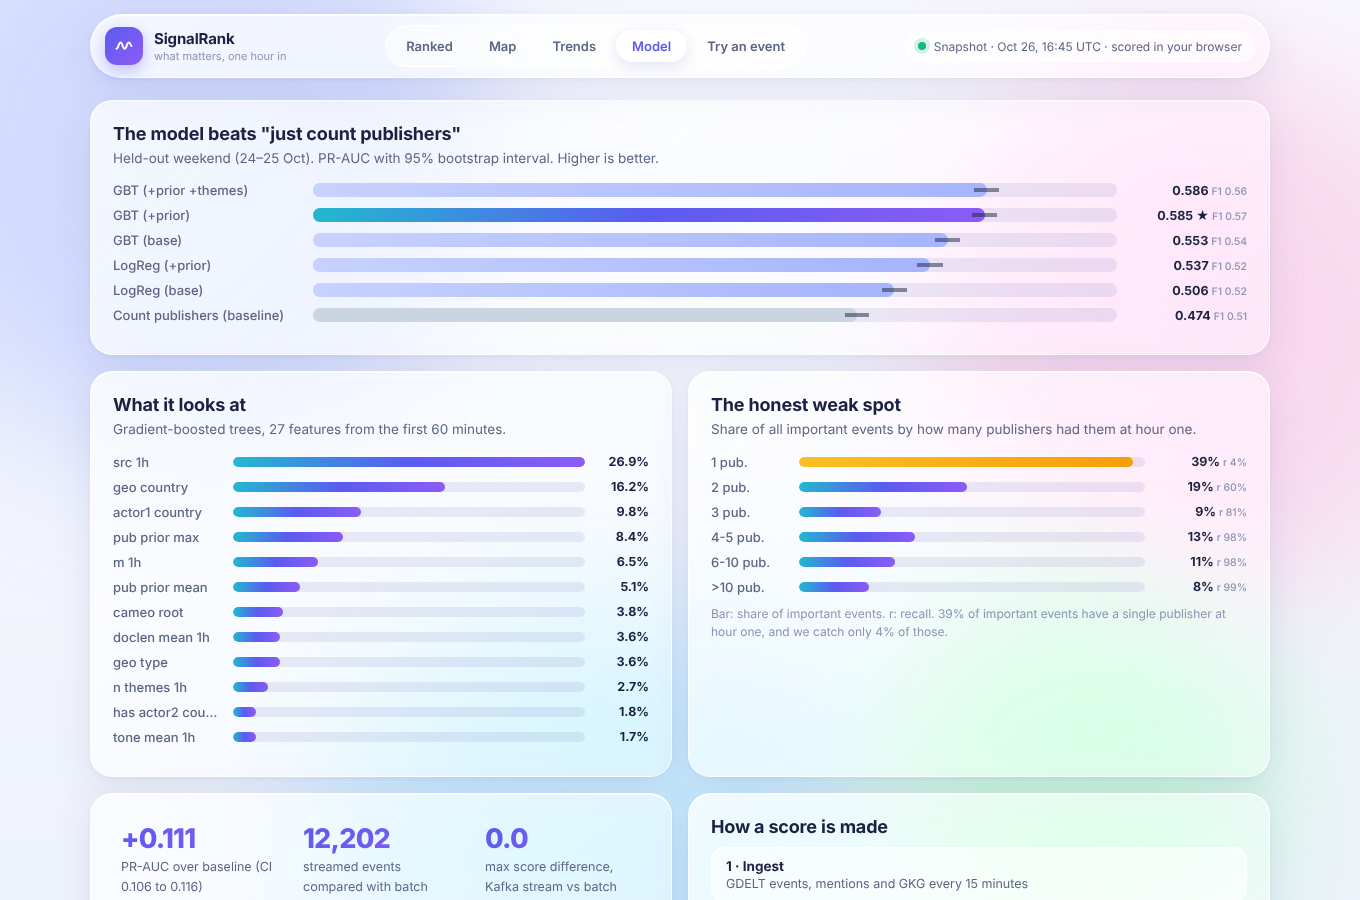 SignalRank
what matters, one hour in
Ranked
Map
Trends
Model
Try an event
Snapshot · Oct 26, 16:45 UTC · scored in your browser
The model beats "just count publishers"
Held-out weekend (24–25 Oct). PR-AUC with 95% bootstrap interval. Higher is better.
GBT (+prior +themes) 0.586 F1 0.56
GBT (+prior) 0.585 ★ F1 0.57
GBT (base) 0.553 F1 0.54
LogReg (+prior) 0.537 F1 0.52
LogReg (base) 0.506 F1 0.52
Count publishers (baseline) 0.474 F1 0.51
What it looks at
Gradient-boosted trees, 27 features from the first 60 minutes.
src 1h 26.9%
geo country 16.2%
actor1 country 9.8%
pub prior max 8.4%
m 1h 6.5%
pub prior mean 5.1%
cameo root 3.8%
doclen mean 1h 3.6%
geo type 3.6%
n themes 1h 2.7%
has actor2 cou... 1.8%
tone mean 1h 1.7%
The honest weak spot
Share of all important events by how many publishers had them at hour one.
1 pub. 39% r 4%
2 pub. 19% r 60%
3 pub. 9% r 81%
4-5 pub. 13% r 98%
6-10 pub. 11% r 98%
>10 pub. 8% r 99%
Bar: share of important events. r: recall. 39% of important events have a single publisher at
hour one, and we catch only 4% of those.
+0.111
PR-AUC over baseline (CI
0.106 to 0.116)
12,202
streamed events
compared with batch
0.0
max score difference,
Kafka stream vs batch
How a score is made
1 · Ingest
GDELT events, mentions and GKG every 15 minutes